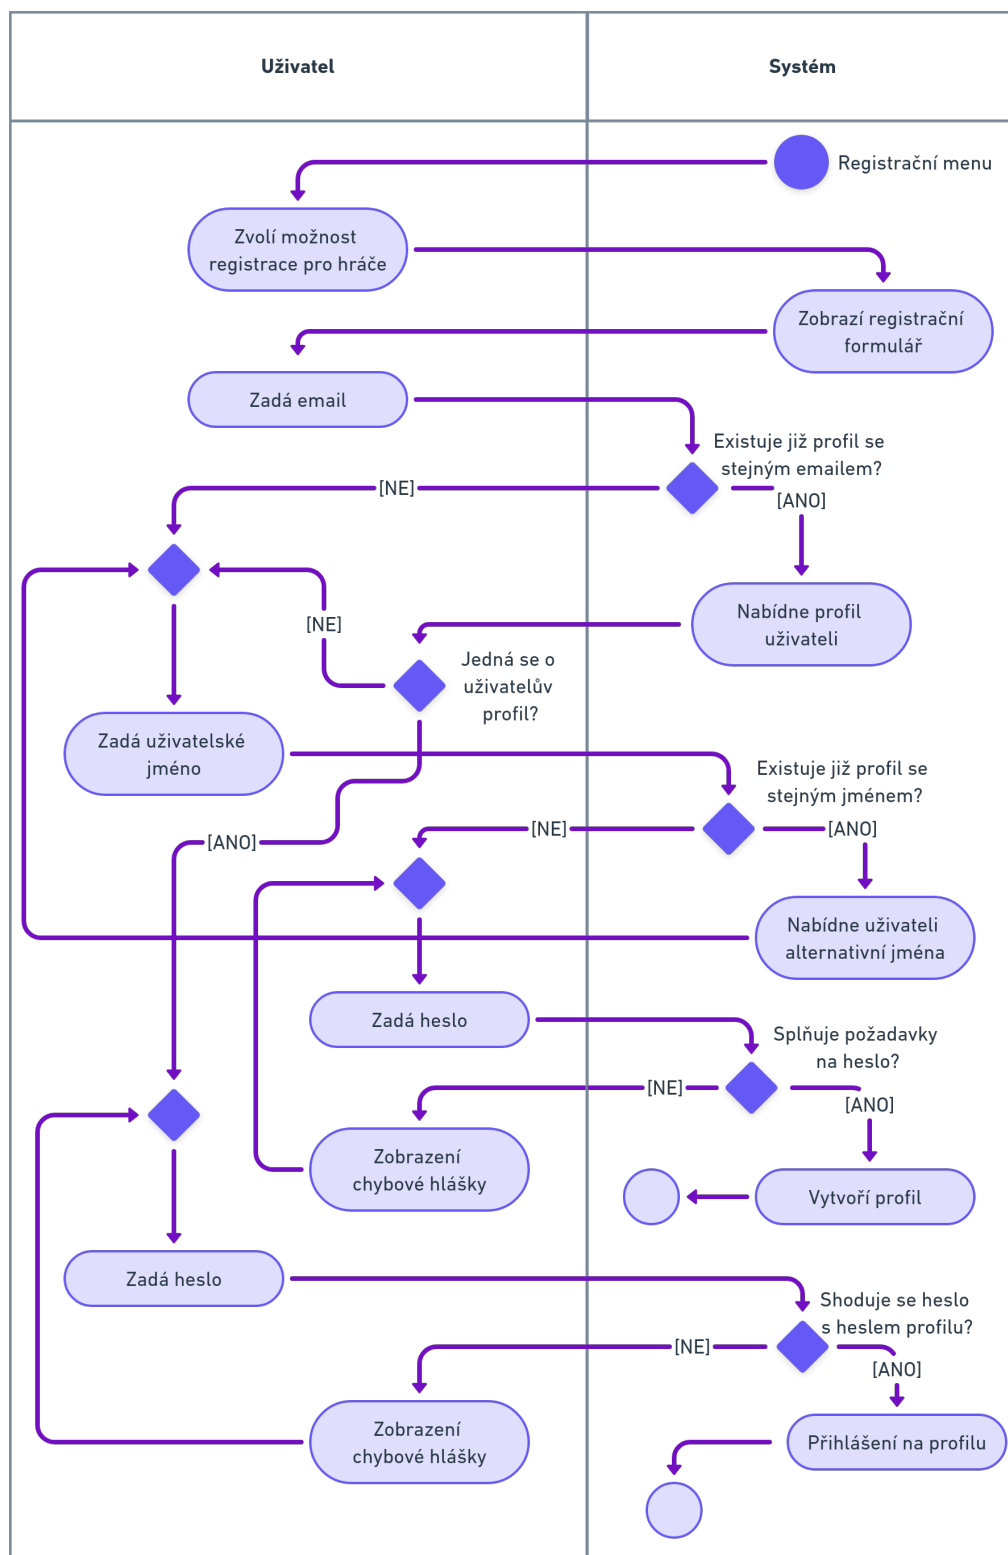 Uživatel
Systém
Registrační menu
Zvolí možnost
registrace pro hráče
Zobrazí registrační
formulář
Zadá email
Existuje již profil se
stejným emailem?
[NE]
[ANO]
Nabídne profil
uživateli
[NE]
Jedná se o
uživatelův
profil?
Zadá uživatelské
jméno
Existuje již profil se
stejným jménem?
[ANO]
[NE]
[ANO]
Nabídne uživateli
alternativní jména
Zadá heslo
Splňuje požadavky
na heslo?
[NE]
[ANO]
Zobrazení
chybové hlášky
Vytvoří profil
Zadá heslo
Shoduje se heslo
s heslem profilu?
[NE]
[ANO]
Zobrazení
chybové hlášky
Přihlášení na profilu